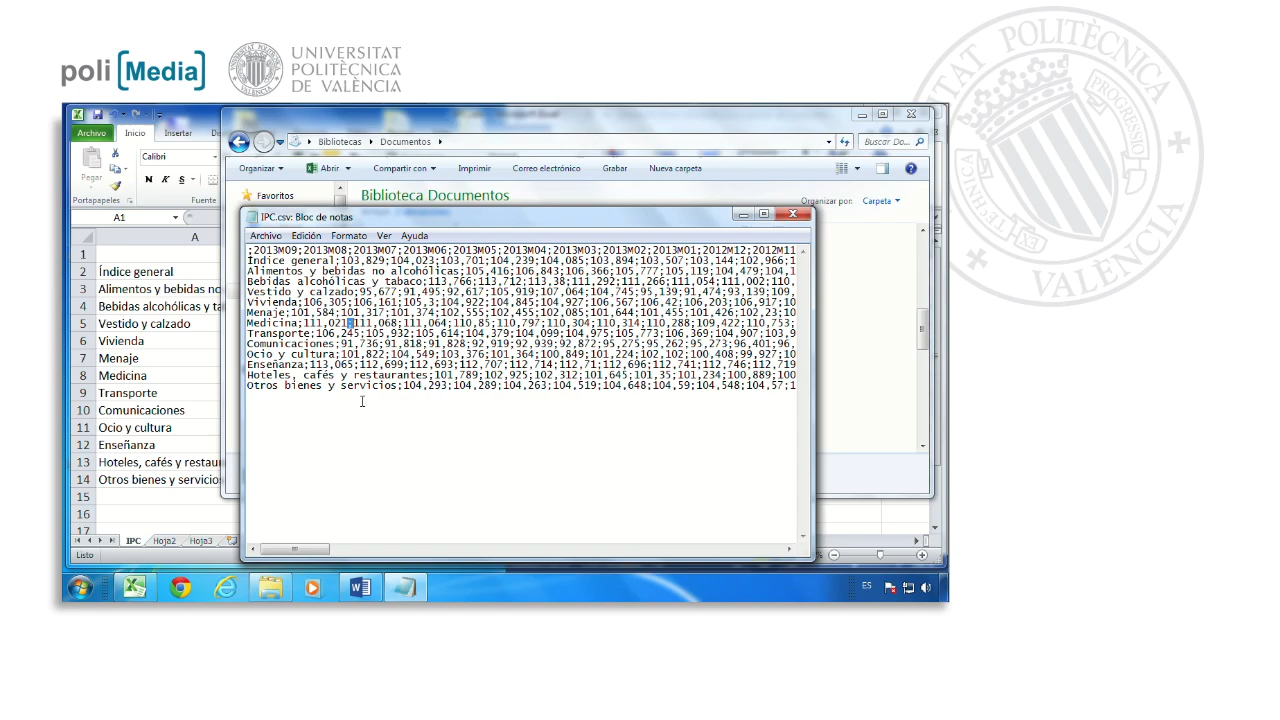 poli [Media]
UNIVERSITAT
POLITÈCNICA
DE VALÈNCIA
POLITÈCNICA
VALÈNCIA
PROGRESSIO
Archivo Inicio Insertar
Calibri
Pegar
N K S
Portapapeles Fuente
A1
A
1
2 Índice general
3 Alimentos y bebidas no
4 Bebidas alcohólicas y ta
5 Vestido y calzado
6 Vivienda
7 Menaje
8 Medicina
9 Transporte
10 Comunicaciones
11 Ocio y cultura
12 Enseñanza
13 Hoteles, cafés y restaur
14 Otros bienes y servicios
15
16
17
IPC Hoja2 Hoja3
Listo
Bibliotecas Documentos
Buscar Do...
Organizar Abrir Compartir con Imprimir Correo electrónico Grabar Nueva carpeta
Favoritos
Biblioteca Documentos
Organizar por: Carpeta
IPC.csv: Bloc de notas
Archivo Edición Formato Ver Ayuda
;2013M09;2013M08;2013M07;2013M06;2013M05;2013M04;2013M03;2013M02;2013M01;2012M12;2012M11
Índice general;103,829;104,023;103,701;104,239;104,085;103,894;103,507;103,144;102,966;1
Alimentos y bebidas no alcohólicas;105,416;106,843;106,366;105,777;105,119;104,479;104,1
Bebidas alcohólicas y tabaco;113,766;113,712;113,38;111,292;111,266;111,054;111,002;110,
Vestido y calzado;95,677;91,495;92,617;105,919;107,064;104,745;95,139;91,474;93,139;109,
Vivienda;106,305;106,161;105,3;104,922;104,845;104,927;106,567;106,42;106,203;106,917;10
Menaje;101,584;101,317;101,374;102,555;102,455;102,085;101,644;101,455;101,426;102,23;10
Medicina;111,021;111,068;111,064;110,85;110,797;110,304;110,314;110,288;109,422;110,753;
Transporte;106,245;105,932;105,614;104,379;104,099;104,975;105,773;106,369;104,907;103,9
Comunicaciones;91,736;91,818;91,828;92,919;92,939;92,872;95,275;95,262;95,273;96,401;96,
Ocio y cultura;101,822;104,549;103,376;101,364;100,849;101,224;102,102;100,408;99,927;10
Enseñanza;113,065;112,699;112,693;112,707;112,714;112,71;112,696;112,741;112,746;112,719
Hoteles, cafés y restaurantes;101,789;102,925;102,312;101,645;101,35;101,234;100,889;100
Otros bienes y servicios;104,293;104,289;104,263;104,519;104,648;104,59;104,548;104,57;1
ES